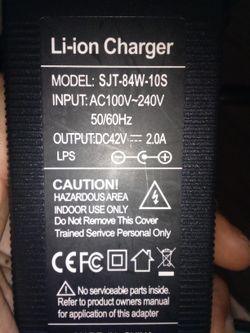 Li-ion Charger
MODEL: SJT-84W-10S
INPUT: AC100V~240V
50/60Hz
OUTPUT:DC42V ⎓ 2.0A
LPS
CAUTION!
HAZARDOUS AREA
INDOOR USE ONLY
Do Not Remove This Cover
Trained Serivce Personal Only
CE FC
No serviceable parts inside.
Refer to product owners manual
for application of this adapter